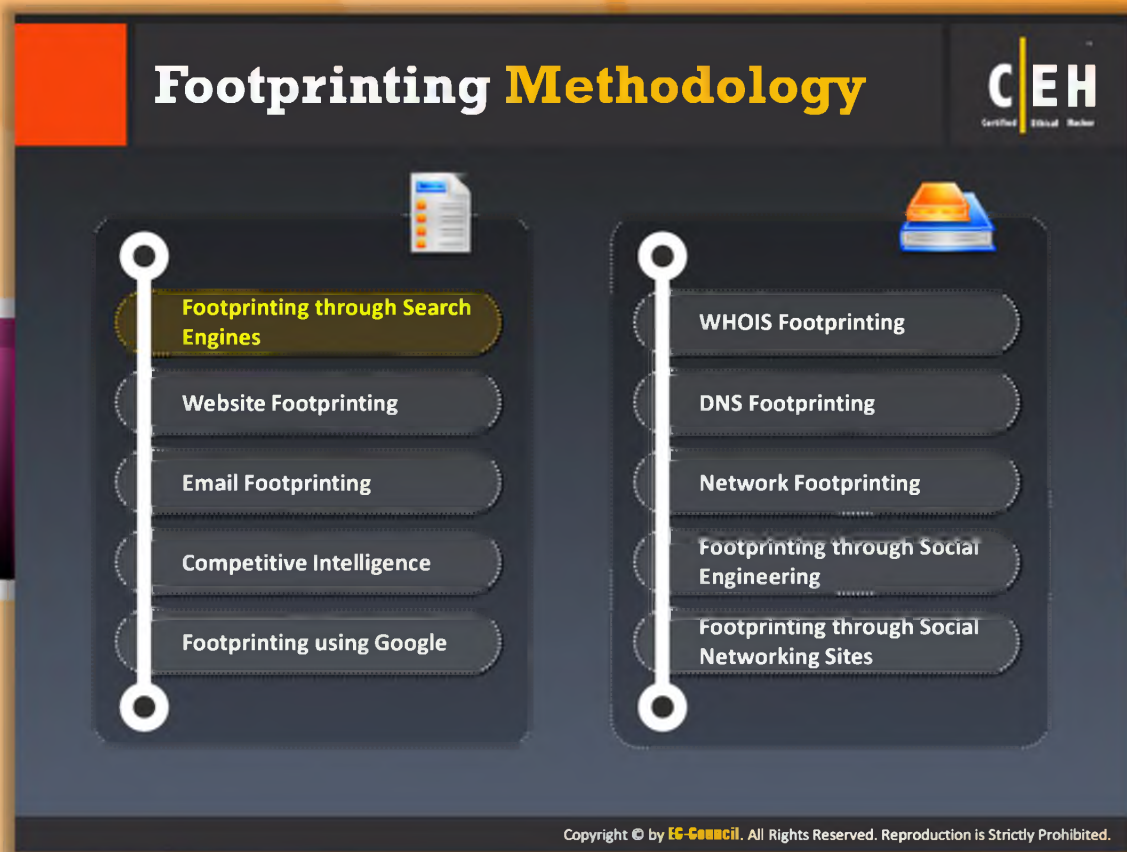 Footprinting Methodology
C EH
Certified Ethical Hacker
Footprinting through Search
Engines
Website Footprinting
Email Footprinting
Competitive Intelligence
Footprinting using Google
WHOIS Footprinting
DNS Footprinting
Network Footprinting
Footprinting through Social
Engineering
Footprinting through Social
Networking Sites
Copyright © by EC-Council. All Rights Reserved. Reproduction is Strictly Prohibited.